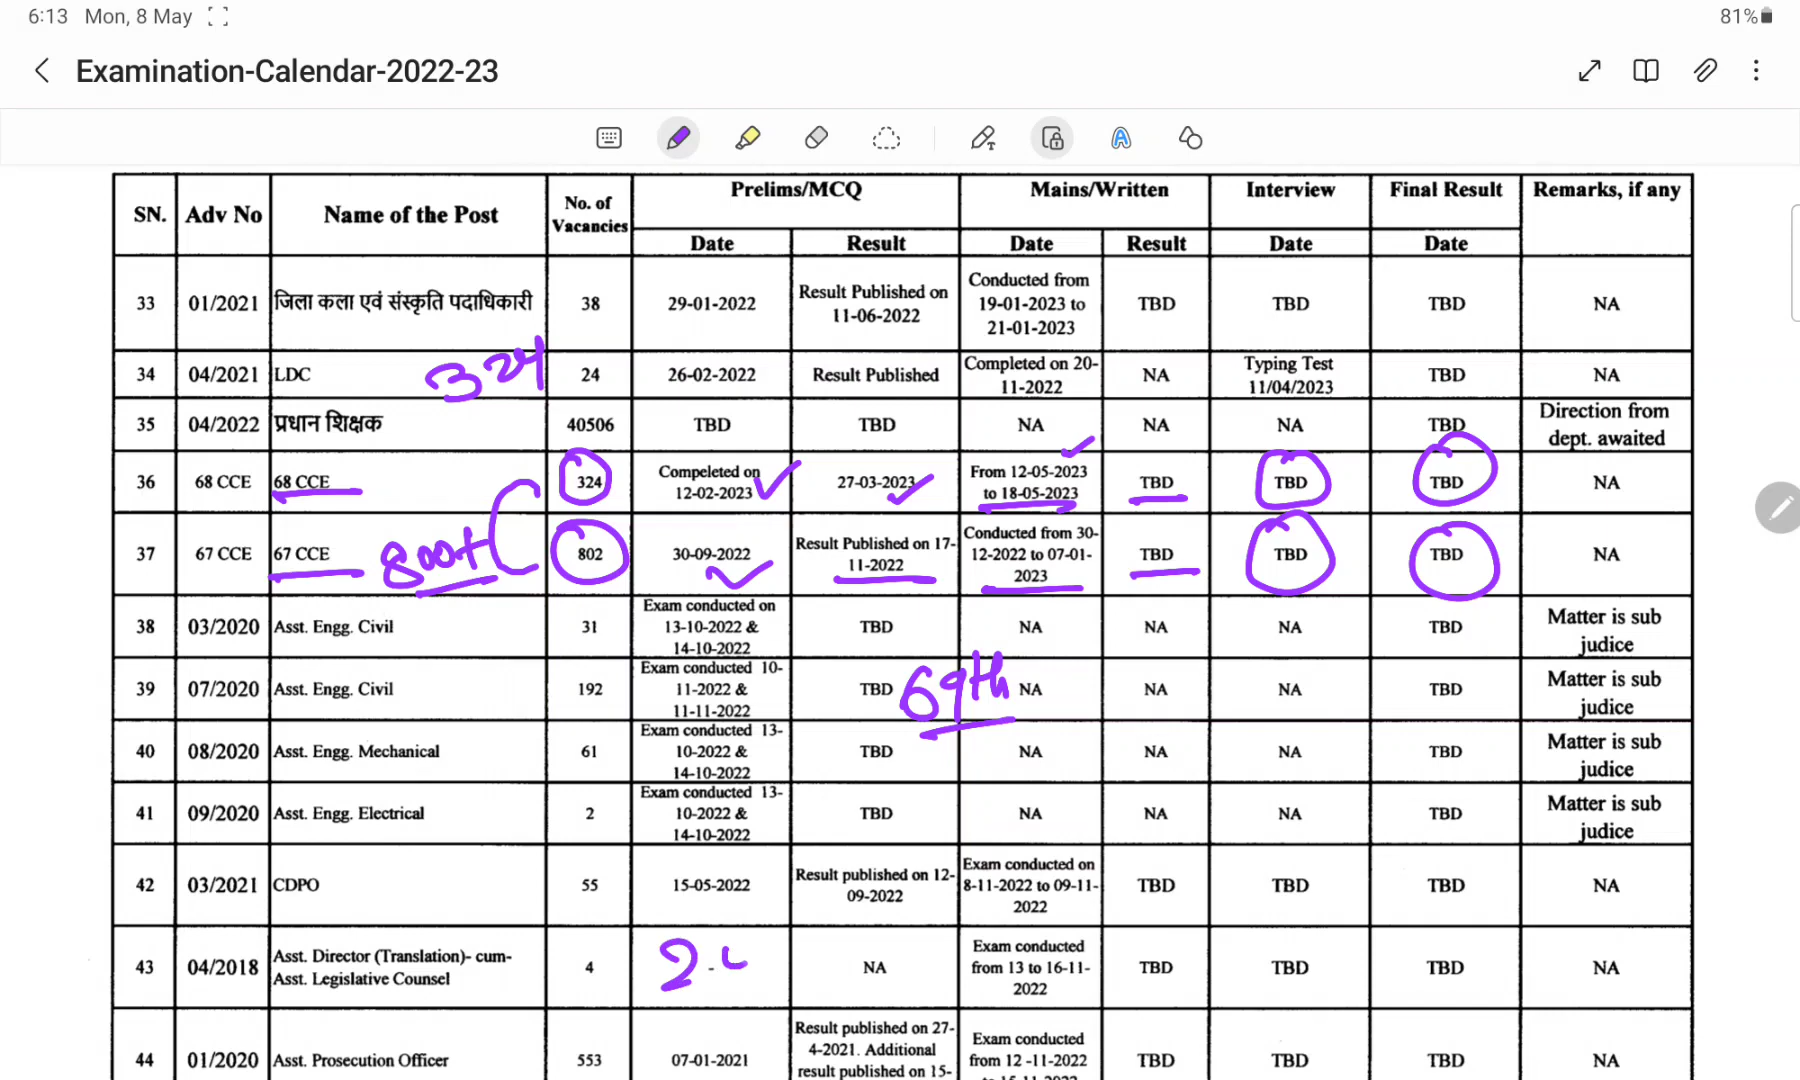 6:13 Mon, 8 May 81%
Examination-Calendar-2022-23
SN. Adv No Name of the Post No. of Vacancies Prelims/MCQ Mains/Written Interview Final Result Remarks, if any
Date Result Date Result Date Date
33 01/2021 जिला कला एवं संस्कृति पदाधिकारी 38 29-01-2022 Result Published on 11-06-2022 Conducted from 19-01-2023 to 21-01-2023 TBD TBD TBD NA
34 04/2021 LDC 324 24 26-02-2022 Result Published Completed on 20-11-2022 NA Typing Test 11/04/2023 TBD NA
35 04/2022 प्रधान शिक्षक 40506 TBD TBD NA NA NA TBD Direction from dept. awaited
36 68 CCE 68 CCE 324 Compeleted on 12-02-2023 27-03-2023 From 12-05-2023 to 18-05-2023 TBD TBD TBD NA
37 67 CCE 67 CCE 800+ 802 30-09-2022 Result Published on 17-11-2022 Conducted from 30-12-2022 to 07-01-2023 TBD TBD TBD NA
38 03/2020 Asst. Engg. Civil 31 Exam conducted on 13-10-2022 & 14-10-2022 TBD NA NA NA TBD Matter is sub judice
39 07/2020 Asst. Engg. Civil 192 Exam conducted 10-11-2022 & 11-11-2022 TBD 69th NA NA NA TBD Matter is sub judice
40 08/2020 Asst. Engg. Mechanical 61 Exam conducted 13-10-2022 & 14-10-2022 TBD NA NA NA TBD Matter is sub judice
41 09/2020 Asst. Engg. Electrical 2 Exam conducted 13-10-2022 & 14-10-2022 TBD NA NA NA TBD Matter is sub judice
42 03/2021 CDPO 55 15-05-2022 Result published on 12-09-2022 Exam conducted on 8-11-2022 to 09-11-2022 TBD TBD TBD NA
43 04/2018 Asst. Director (Translation)- cum- Asst. Legislative Counsel 4 2 NA Exam conducted from 13 to 16-11-2022 TBD TBD TBD NA
44 01/2020 Asst. Prosecution Officer 553 07-01-2021 Result published on 27-4-2021. Additional result published on 15- Exam conducted from 12 -11-2022 TBD TBD TBD NA